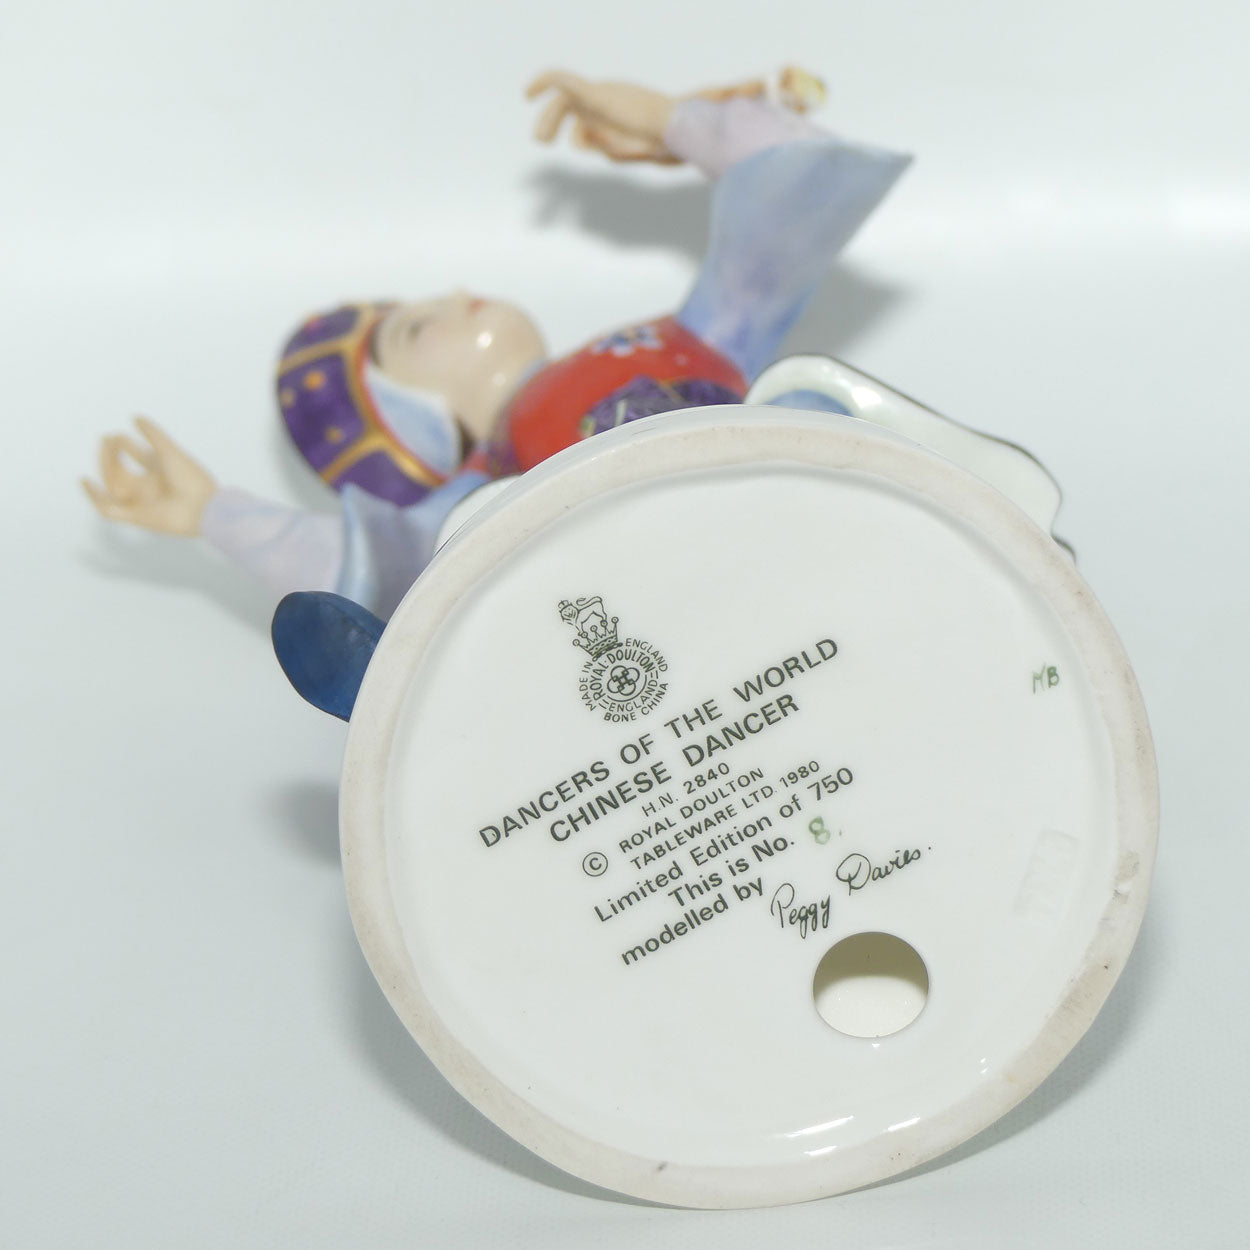 MADE IN ENGLAND
ROYAL·DOULTON
ENGLAND
BONE CHINA
DANCERS OF THE WORLD
CHINESE DANCER
H.N. 2840
© ROYAL DOULTON
TABLEWARE LTD. 1980
Limited Edition of 750
This is No. 8.
modelled by Peggy Davies.
MB